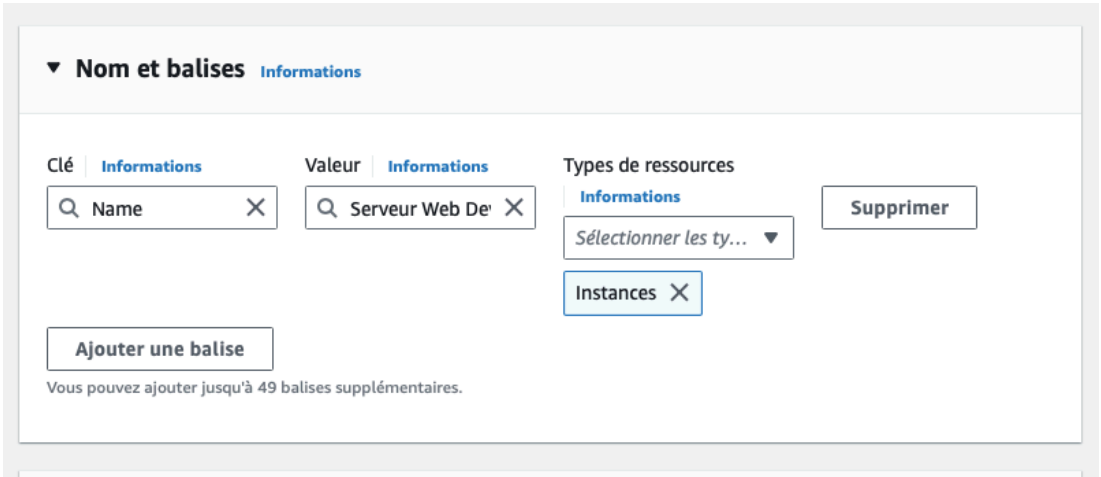 Nom et balises Informations
Clé Informations
Valeur Informations
Types de ressources
Informations
Name
Serveur Web Dev
Supprimer
Sélectionner les ty...
Instances
Ajouter une balise
Vous pouvez ajouter jusqu'à 49 balises supplémentaires.